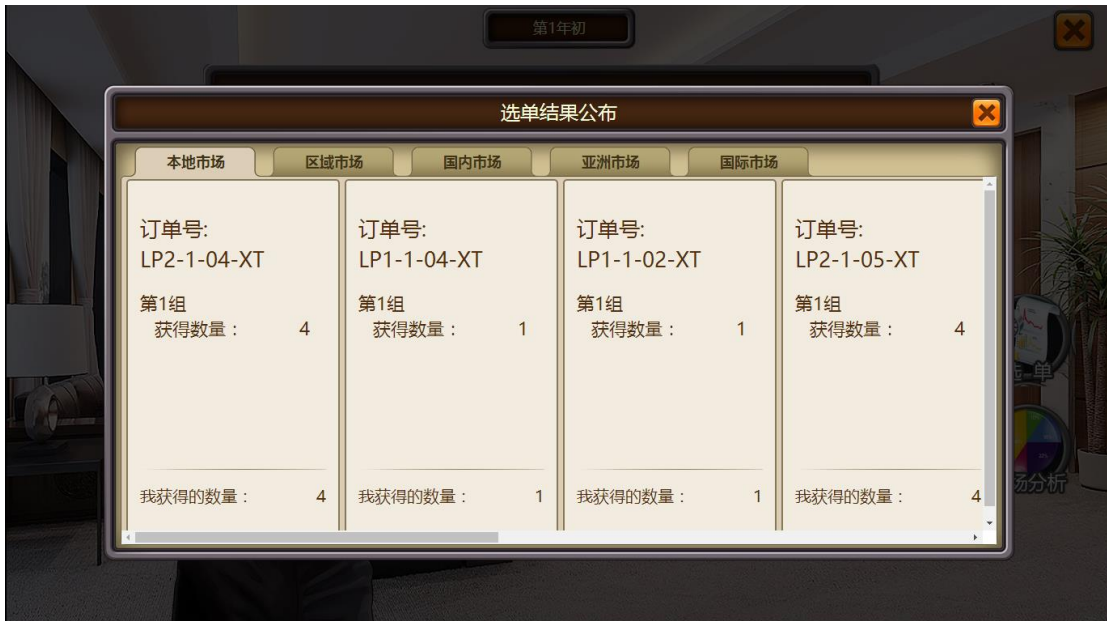 第1年初
选单结果公布
本地市场 区域市场 国内市场 亚洲市场 国际市场
订单号:
LP2-1-04-XT
第1组
获得数量： 4
我获得的数量： 4
订单号:
LP1-1-04-XT
第1组
获得数量： 1
我获得的数量： 1
订单号:
LP1-1-02-XT
第1组
获得数量： 1
我获得的数量： 1
订单号:
LP2-1-05-XT
第1组
获得数量： 4
我获得的数量： 4
单
场分析